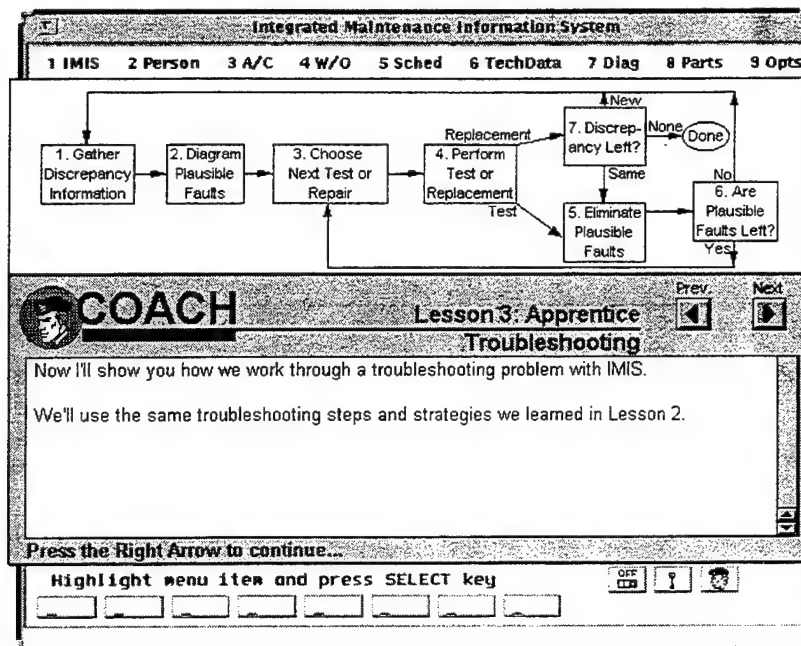 Integrated Maintenance Information System
1 IMIS 2 Person 3 A/C 4 W/O 5 Sched 6 TechData 7 Diag 8 Parts 9 Opts
1. Gather
Discrepancy
Information
2. Diagram
Plausible
Faults
3. Choose
Next Test or
Repair
4. Perform
Test or
Replacement
Replacement
Test
New
7. Discrep-
ancy Left?
None
Done
Same
5. Eliminate
Plausible
Faults
No
6. Are
Plausible
Faults Left?
Yes
COACH
Lesson 3: Apprentice
Troubleshooting
Prev.
Next
Now I'll show you how we work through a troubleshooting problem with IMIS.
We'll use the same troubleshooting steps and strategies we learned in Lesson 2.
Press the Right Arrow to continue...
Highlight menu item and press SELECT key
OFF